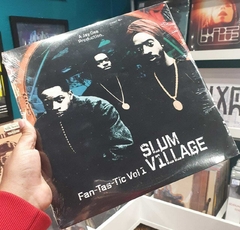 A Jay Dee
Production.
SLUM
VILLAGE
Fan-Tas-Tic Vol 1